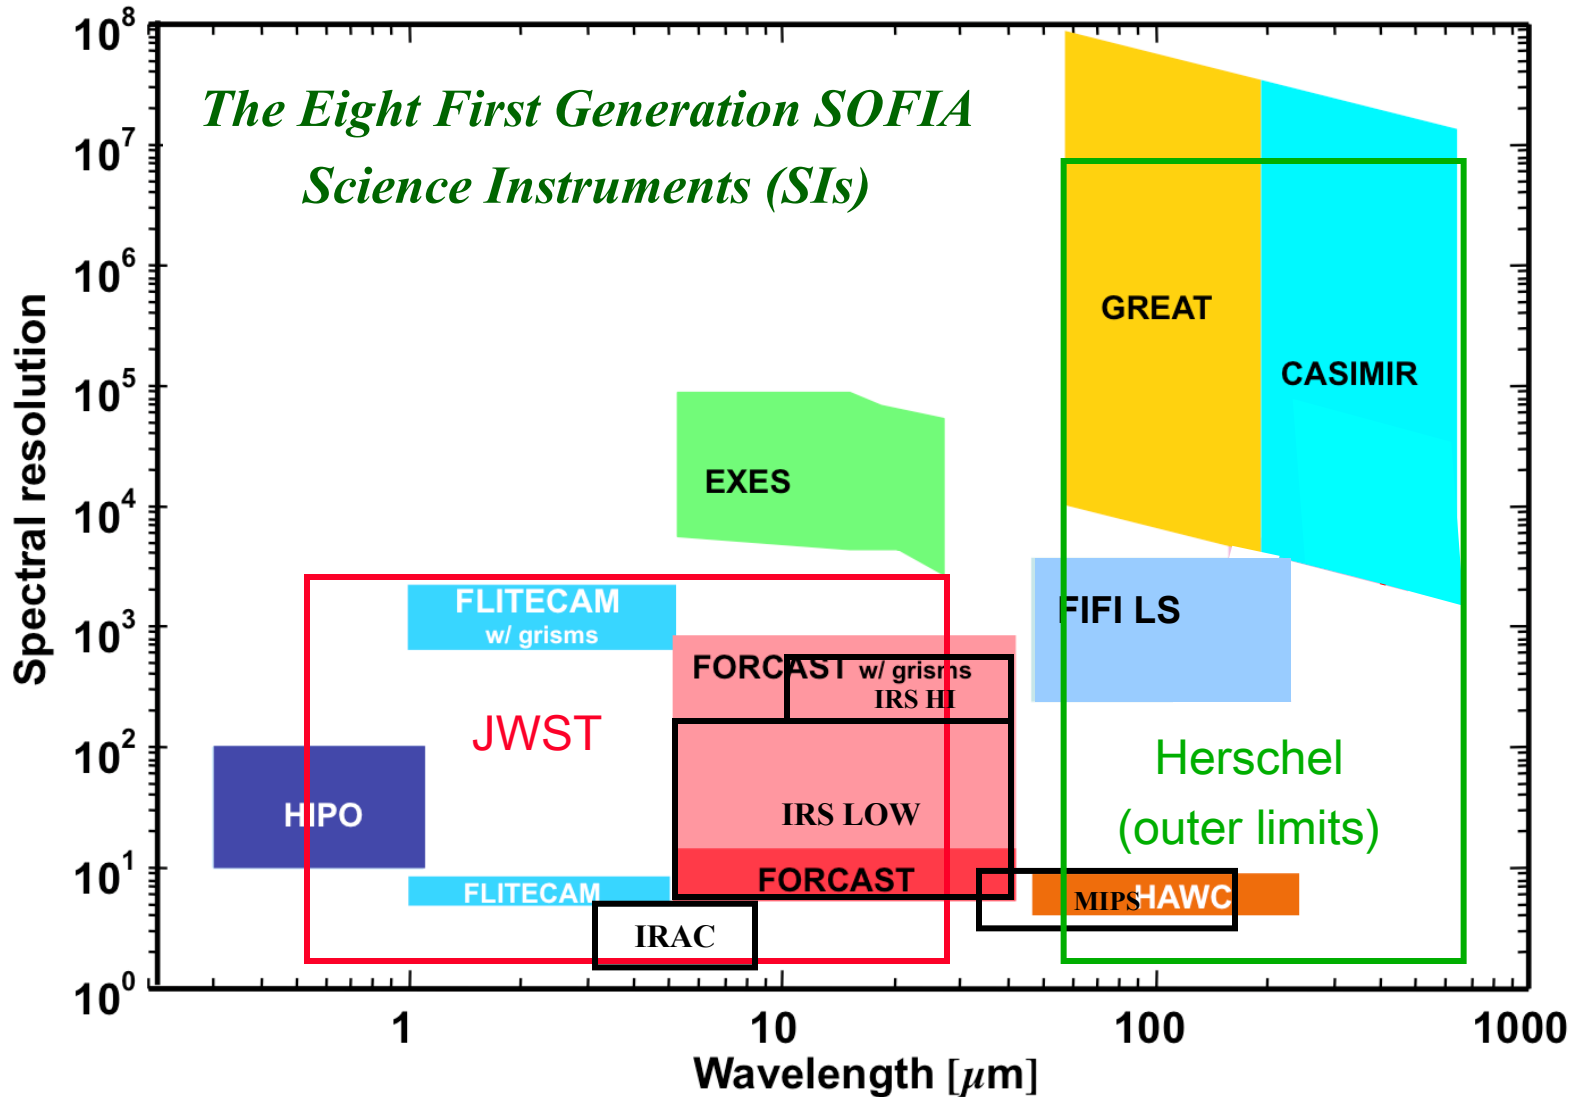 The Eight First Generation SOFIA
Science Instruments (SIs)
Spectral resolution
10⁸
10⁷
10⁶
10⁵
10⁴
10³
10²
10¹
10⁰
GREAT
CASIMIR
EXES
FLITECAM
w/ grisms
FIFI LS
FORCAST w/ grisms
IRS HI
JWST
Herschel
(outer limits)
HIPO
IRS LOW
FORCAST
FLITECAM
MIPS HAWC
IRAC
1 10 100 1000
Wavelength [µm]